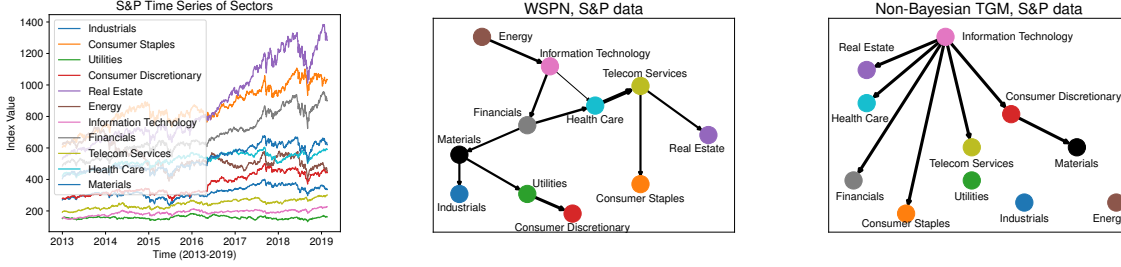 S&P Time Series of Sectors
1400
1200
1000
800
600
400
200
Index Value
Industrials
Consumer Staples
Utilities
Consumer Discretionary
Real Estate
Energy
Information Technology
Financials
Telecom Services
Health Care
Materials
2013 2014 2015 2016 2017 2018 2019
Time (2013-2019)
WSPN, S&P data
Energy
Information Technology
Telecom Services
Financials
Health Care
Materials
Real Estate
Utilities
Industrials
Consumer Staples
Consumer Discretionary
Non-Bayesian TGM, S&P data
Information Technology
Real Estate
Consumer Discretionary
Health Care
Telecom Services
Materials
Financials
Utilities
Consumer Staples
Industrials
Energ